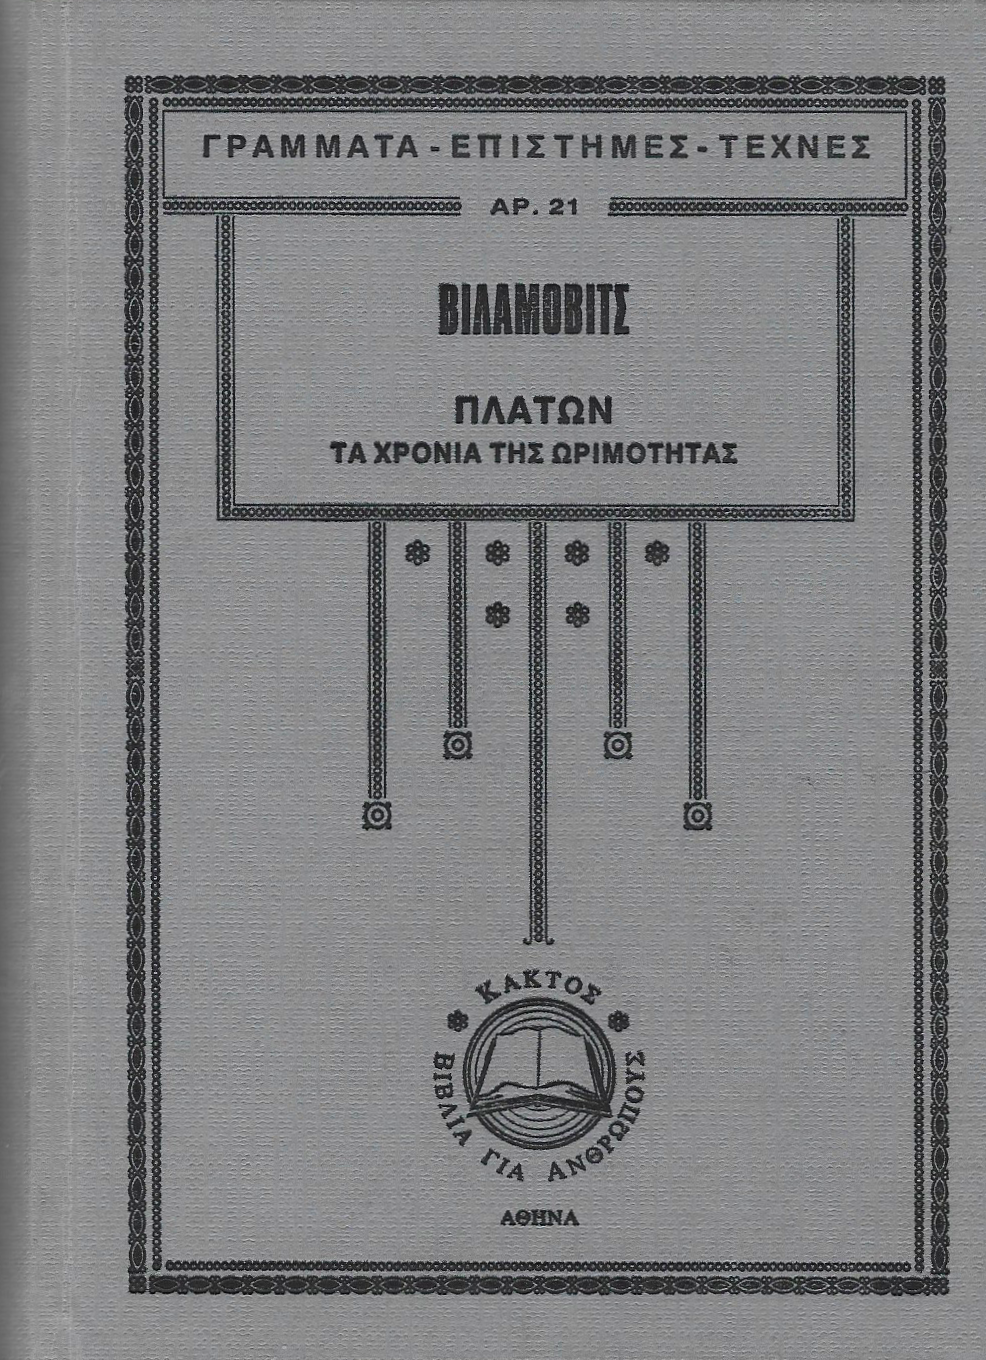 ΓΡΑΜΜΑΤΑ - ΕΠΙΣΤΗΜΕΣ - ΤΕΧΝΕΣ
ΑΡ. 21
ΒΙΛΑΜΟΒΙΤΣ
ΠΛΑΤΩΝ
ΤΑ ΧΡΟΝΙΑ ΤΗΣ ΩΡΙΜΟΤΗΤΑΣ
ΚΑΚΤΟΣ
ΒΙΒΛΙΑ ΓΙΑ ΑΝΘΡΩΠΟΥΣ
ΑΘΗΝΑ